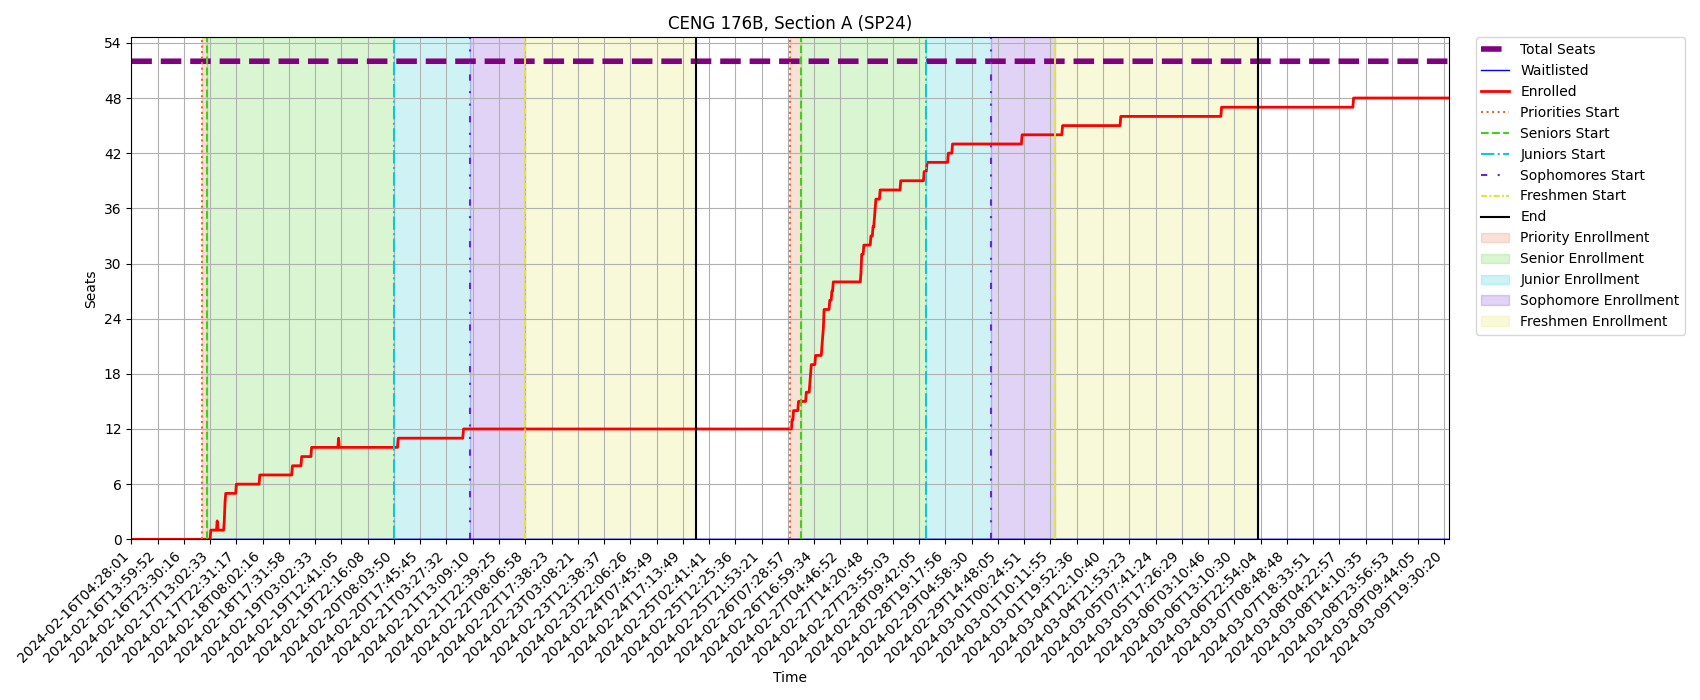 CENG 176B, Section A (SP24)
Seats
54
48
42
36
30
24
18
12
6
0
2024-02-16T04:28:01
2024-02-16T13:59:52
2024-02-16T23:30:16
2024-02-17T13:02:33
2024-02-17T22:31:17
2024-02-18T08:02:16
2024-02-18T17:31:58
2024-02-19T03:02:33
2024-02-19T12:41:05
2024-02-19T22:16:08
2024-02-20T08:03:50
2024-02-20T17:45:45
2024-02-21T03:27:32
2024-02-21T13:09:10
2024-02-21T22:39:25
2024-02-22T08:06:58
2024-02-22T17:38:23
2024-02-23T03:08:21
2024-02-23T12:38:37
2024-02-23T22:06:26
2024-02-24T07:45:49
2024-02-24T17:13:49
2024-02-25T02:41:41
2024-02-25T12:25:36
2024-02-25T21:53:21
2024-02-26T07:28:57
2024-02-26T16:59:34
2024-02-27T04:46:52
2024-02-27T14:20:48
2024-02-27T23:55:03
2024-02-28T09:42:05
2024-02-28T19:17:56
2024-02-29T04:58:30
2024-02-29T14:48:05
2024-03-01T00:24:51
2024-03-01T10:11:55
2024-03-01T19:52:36
2024-03-04T12:10:40
2024-03-04T21:53:23
2024-03-05T07:41:24
2024-03-05T17:26:29
2024-03-06T03:10:46
2024-03-06T13:10:30
2024-03-06T22:54:04
2024-03-07T08:48:48
2024-03-07T18:33:51
2024-03-08T04:22:57
2024-03-08T14:10:35
2024-03-08T23:56:53
2024-03-09T09:44:05
2024-03-09T19:30:20
Time
Total Seats
Waitlisted
Enrolled
Priorities Start
Seniors Start
Juniors Start
Sophomores Start
Freshmen Start
End
Priority Enrollment
Senior Enrollment
Junior Enrollment
Sophomore Enrollment
Freshmen Enrollment